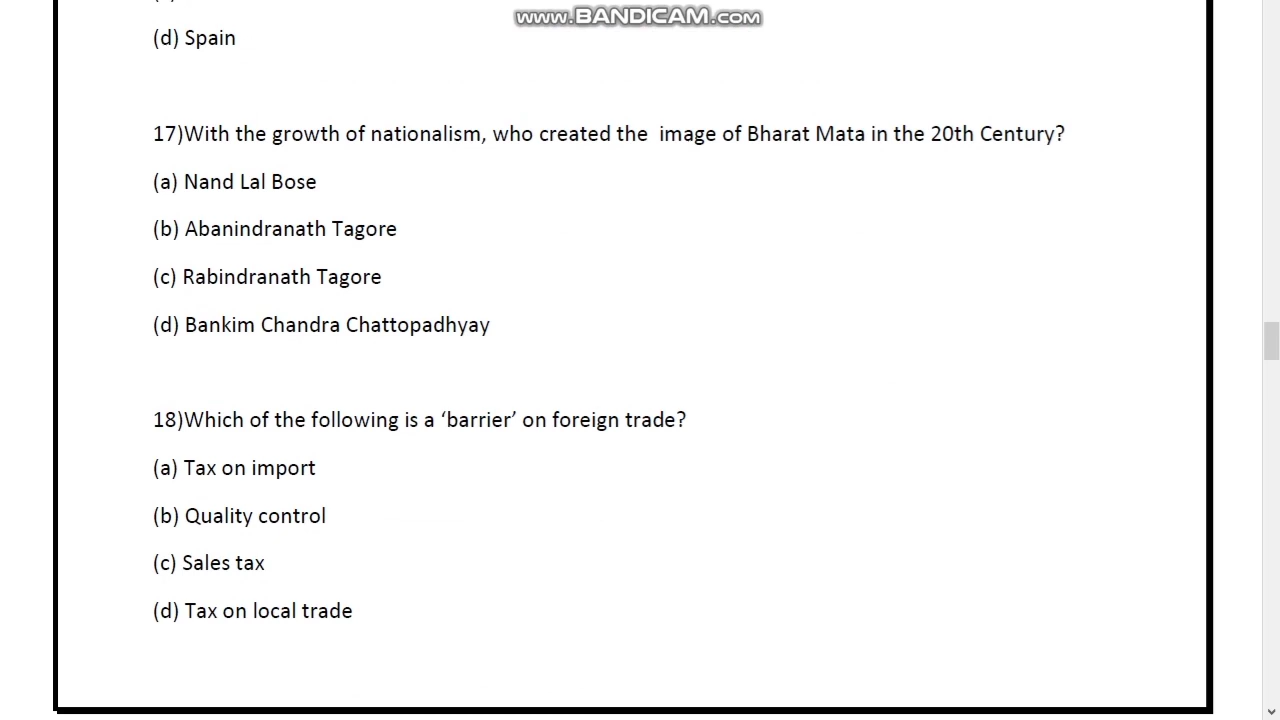 www.BANDICAM.com
(d) Spain
17)With the growth of nationalism, who created the  image of Bharat Mata in the 20th Century?
(a) Nand Lal Bose
(b) Abanindranath Tagore
(c) Rabindranath Tagore
(d) Bankim Chandra Chattopadhyay
18)Which of the following is a ‘barrier’ on foreign trade?
(a) Tax on import
(b) Quality control
(c) Sales tax
(d) Tax on local trade